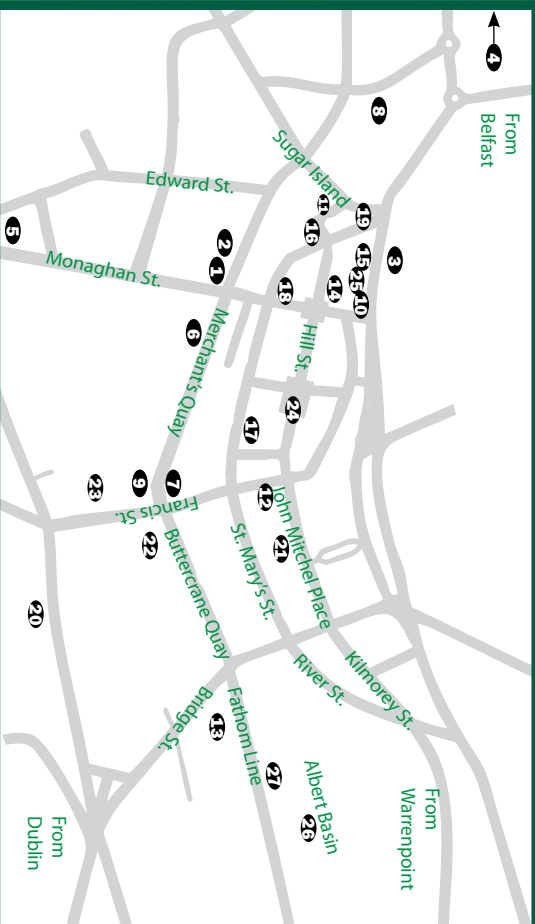 4
From
Belfast
8
Sugar Island
Edward St.
11
19
16
3
15
25
10
14
18
5
2
1
Monaghan St.
Hill St.
6
Merchant's Quay
24
17
7
9
23
Francis St.
12
John Mitchel Place
21
22
Buttercrane Quay
St. Mary's St.
20
River St.
Kilmorey St.
Bridge St.
13
Fathom Line
27
Albert Basin
26
From
Warrenpoint
From
Dublin